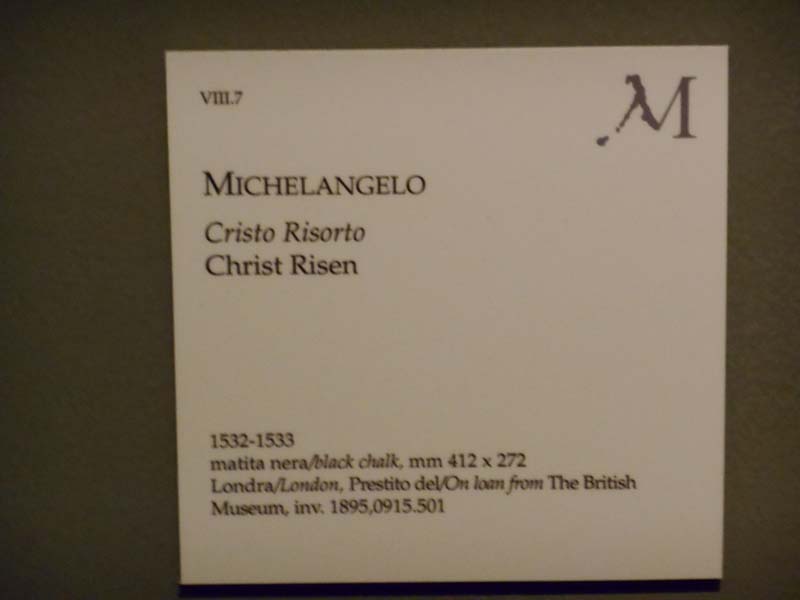 VIII.7
M
MICHELANGELO
Cristo Risorto
Christ Risen
1532-1533
matita nera/black chalk, mm 412 x 272
Londra/London, Prestito del/On loan from The British
Museum, inv. 1895,0915.501